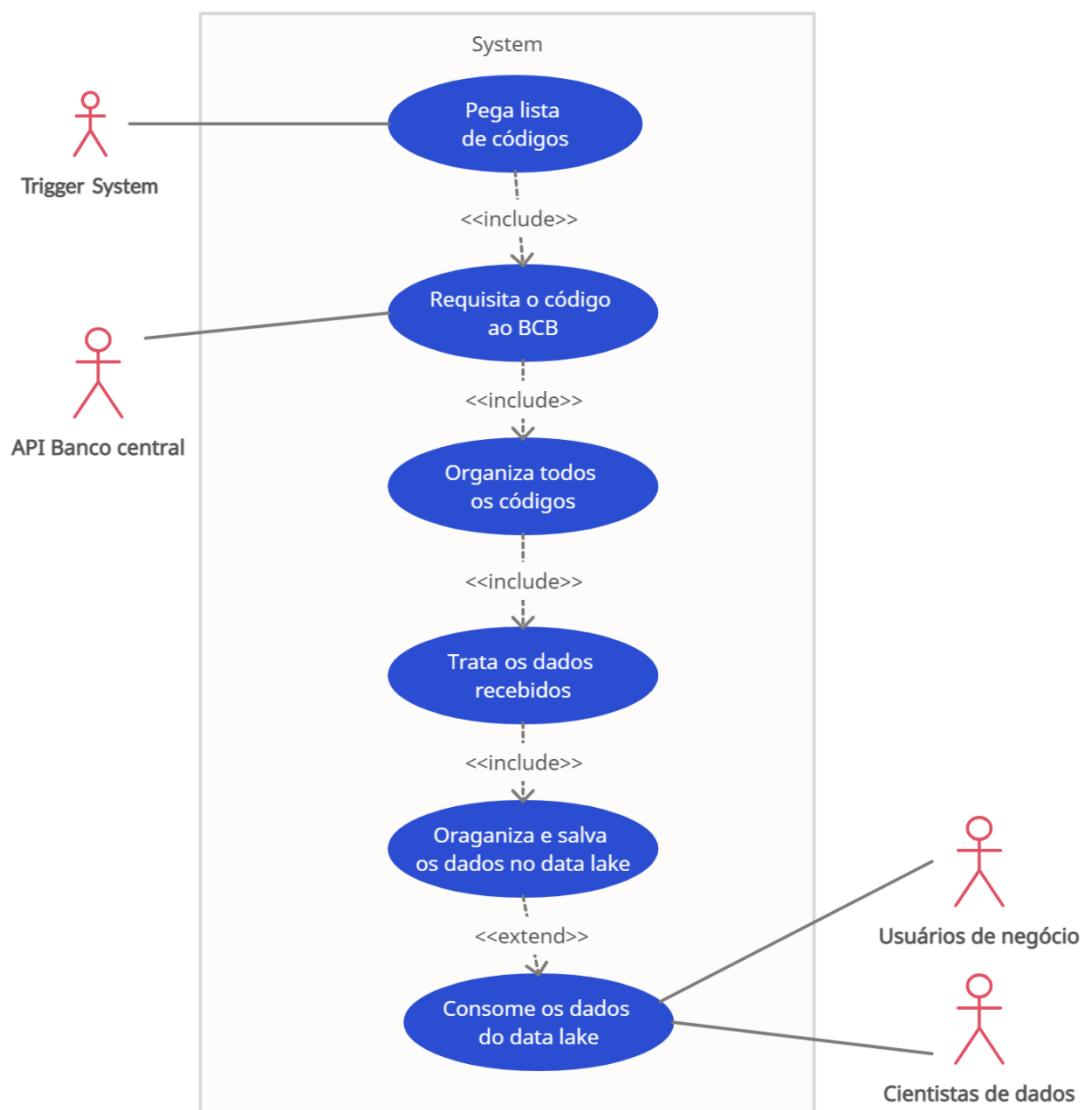 System
Pega lista
de códigos
Trigger System
<<include>>
Requisita o código
ao BCB
API Banco central
<<include>>
Organiza todos
os códigos
<<include>>
Trata os dados
recebidos
<<include>>
Oraganiza e salva
os dados no data lake
<<extend>>
Usuários de negócio
Consome os dados
do data lake
Cientistas de dados